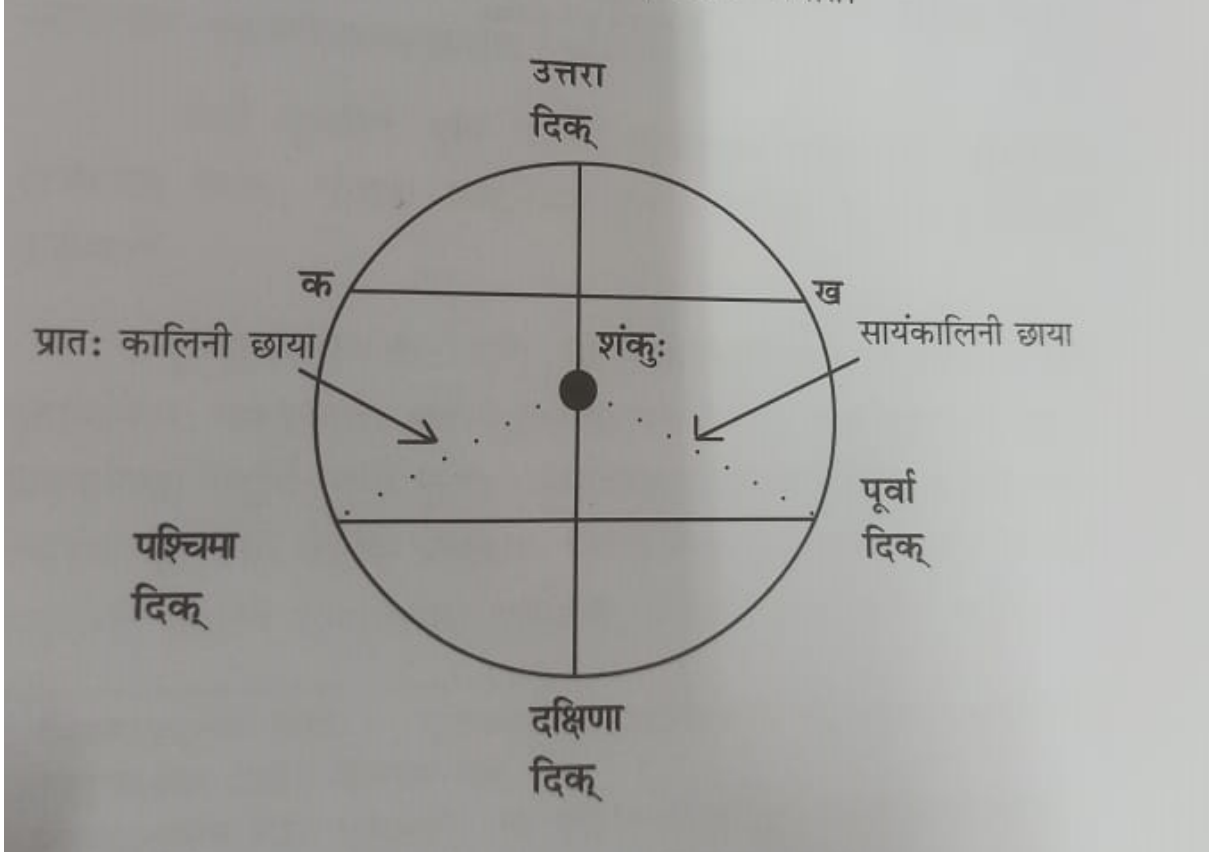 उत्तरा
दिक्
क
ख
प्रातः कालिनी छाया
शंकुः
सायंकालिनी छाया
पूर्वा
दिक्
पश्चिमा
दिक्
दक्षिणा
दिक्